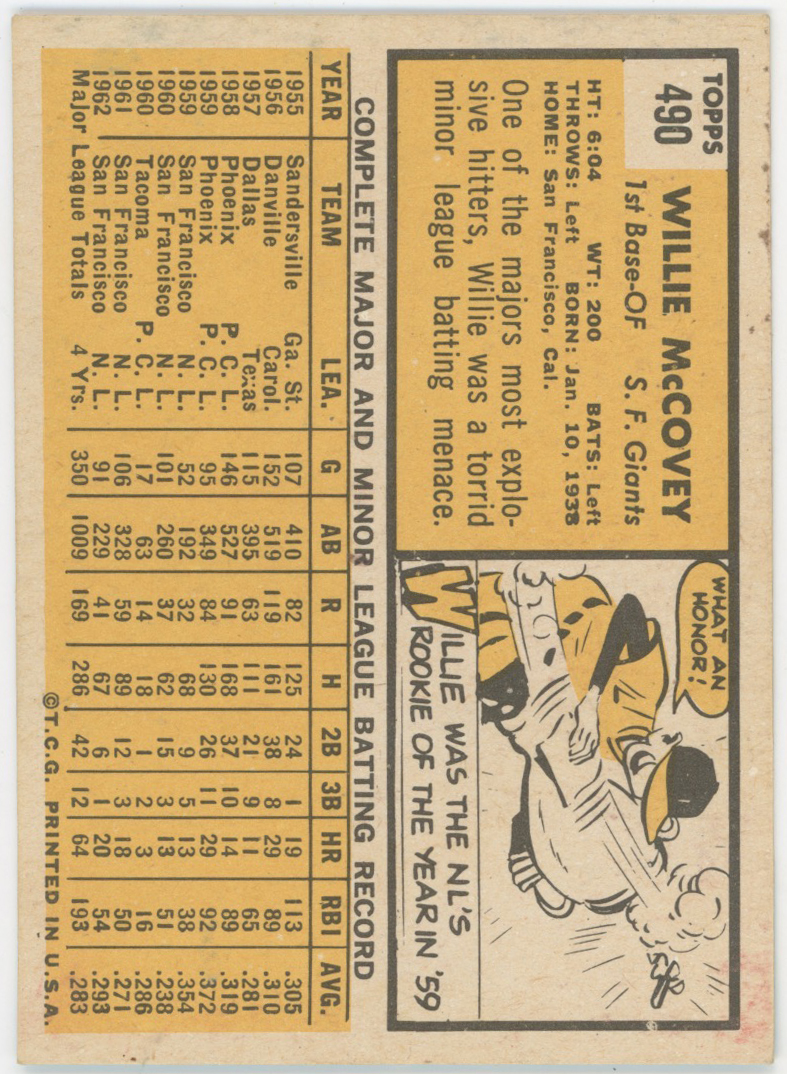 TOPPS
490
WILLIE McCOVEY
1st Base-OF S. F. Giants
HT: 6:04 WT: 200 BATS: Left
THROWS: Left BORN: Jan. 10, 1938
HOME: San Francisco, Cal.
One of the majors most explo-
sive hitters, Willie was a torrid
minor league batting menace.
WHAT AN
HONOR!
WILLIE WAS THE NL'S
ROOKIE OF THE YEAR IN '59
COMPLETE MAJOR AND MINOR LEAGUE BATTING RECORD
YEAR TEAM LEA. G AB R H 2B 3B HR RBI AVG.
1955 Sandersville Ga. St. 107 410 82 125 24 1 19 113 .305
1956 Danville Carol. 152 519 119 161 38 8 29 89 .310
1957 Dallas Texas 115 395 63 111 21 9 11 65 .281
1958 Phoenix P. C. L. 146 527 91 168 37 10 14 89 .319
1959 Phoenix P. C. L. 95 349 84 130 26 11 29 92 .372
1959 San Francisco N. L. 52 192 32 68 9 5 13 38 .354
1960 San Francisco N. L. 101 260 37 62 15 3 13 51 .238
1960 Tacoma P. C. L. 17 63 14 18 1 2 3 16 .286
1961 San Francisco N. L. 106 328 59 89 12 3 18 50 .271
1962 San Francisco N. L. 91 229 41 67 6 1 20 54 .293
Major League Totals 4 Yrs. 350 1009 169 286 42 12 64 193 .283
©T.C.G. PRINTED IN U.S.A.